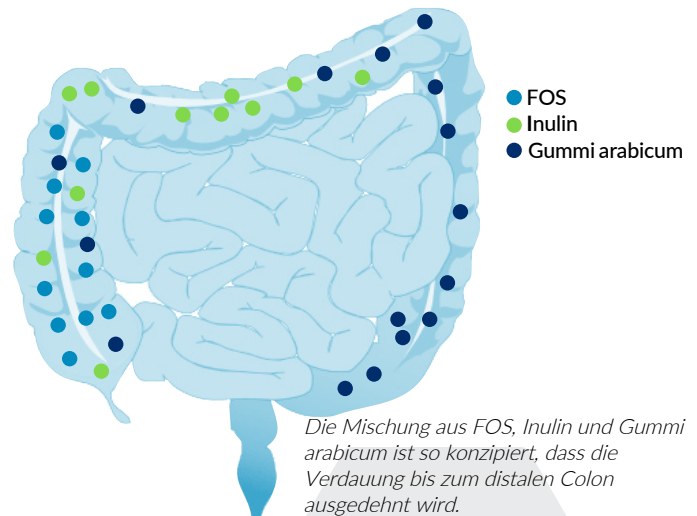 FOS
Inulin
Gummi arabicum
Die Mischung aus FOS, Inulin und Gummi
arabicum ist so konzipiert, dass die
Verdauung bis zum distalen Colon
ausgedehnt wird.